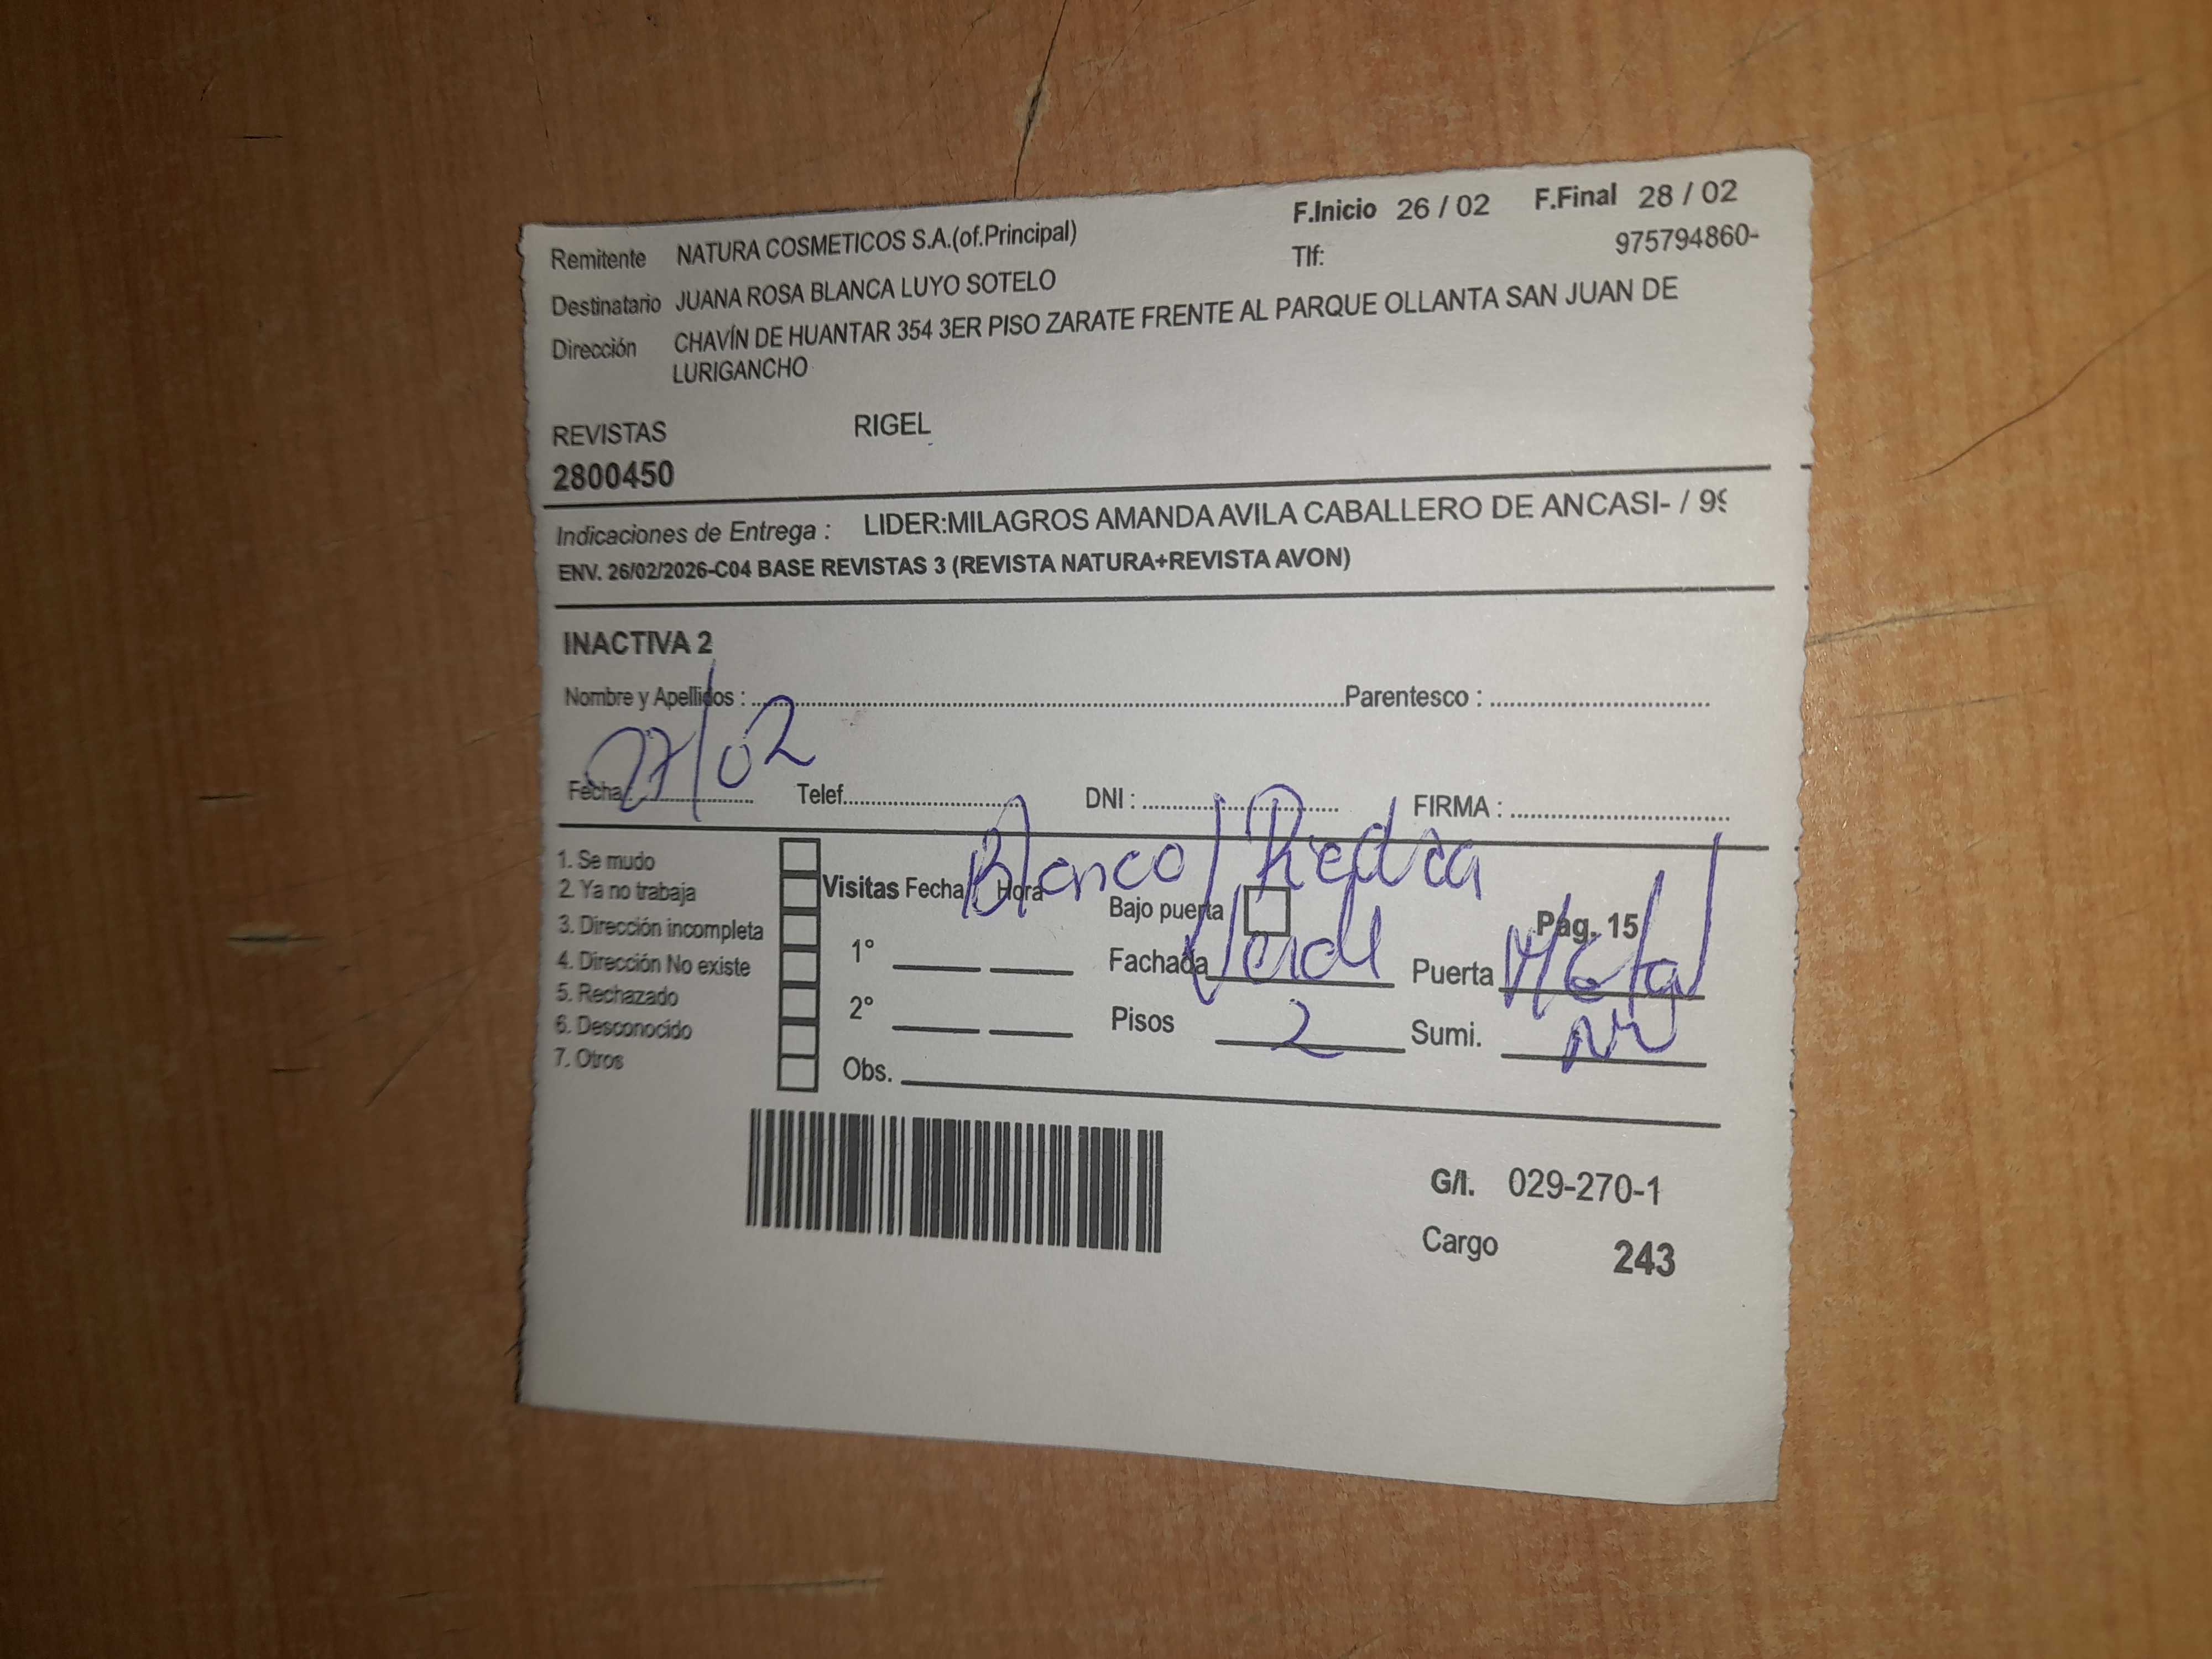 Remitente NATURA COSMETICOS S.A.(of.Principal) F.Inicio 26 / 02 F.Final 28 / 02
Destinatario JUANA ROSA BLANCA LUYO SOTELO Tlf: 975794860-
Dirección CHAVÍN DE HUANTAR 354 3ER PISO ZARATE FRENTE AL PARQUE OLLANTA SAN JUAN DE
LURIGANCHO
REVISTAS RIGEL
2800450
Indicaciones de Entrega : LIDER:MILAGROS AMANDA AVILA CABALLERO DE ANCASI- / 99
ENV. 26/02/2026-C04 BASE REVISTAS 3 (REVISTA NATURA+REVISTA AVON)
INACTIVA 2
Nombre y Apellidos : Parentesco :
Fecha: 27/02 Telef. DNI : FIRMA :
Blanco/Piedra
1. Se mudo
2. Ya no trabaja
3. Dirección incompleta
4. Dirección No existe
5. Rechazado
6. Desconocido
7. Otros
Visitas Fecha Hora Bajo puerta Pág. 15
1° Fachada Verde Puerta Metal
2° Pisos 2 Sumi.
Obs.
G/I. 029-270-1
Cargo 243